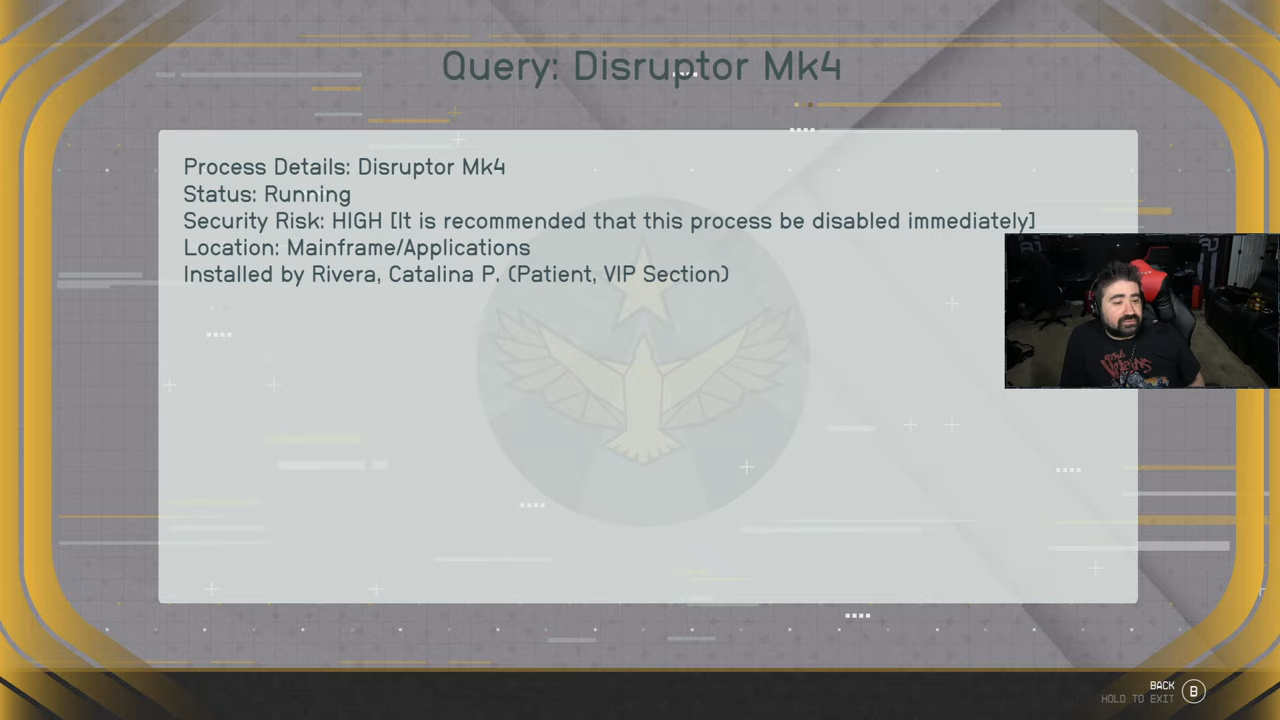 Query: Disruptor Mk4
Process Details: Disruptor Mk4
Status: Running
Security Risk: HIGH [It is recommended that this process be disabled immediately]
Location: Mainframe/Applications
Installed by Rivera, Catalina P. (Patient, VIP Section)
BACK
HOLD TO EXIT
B